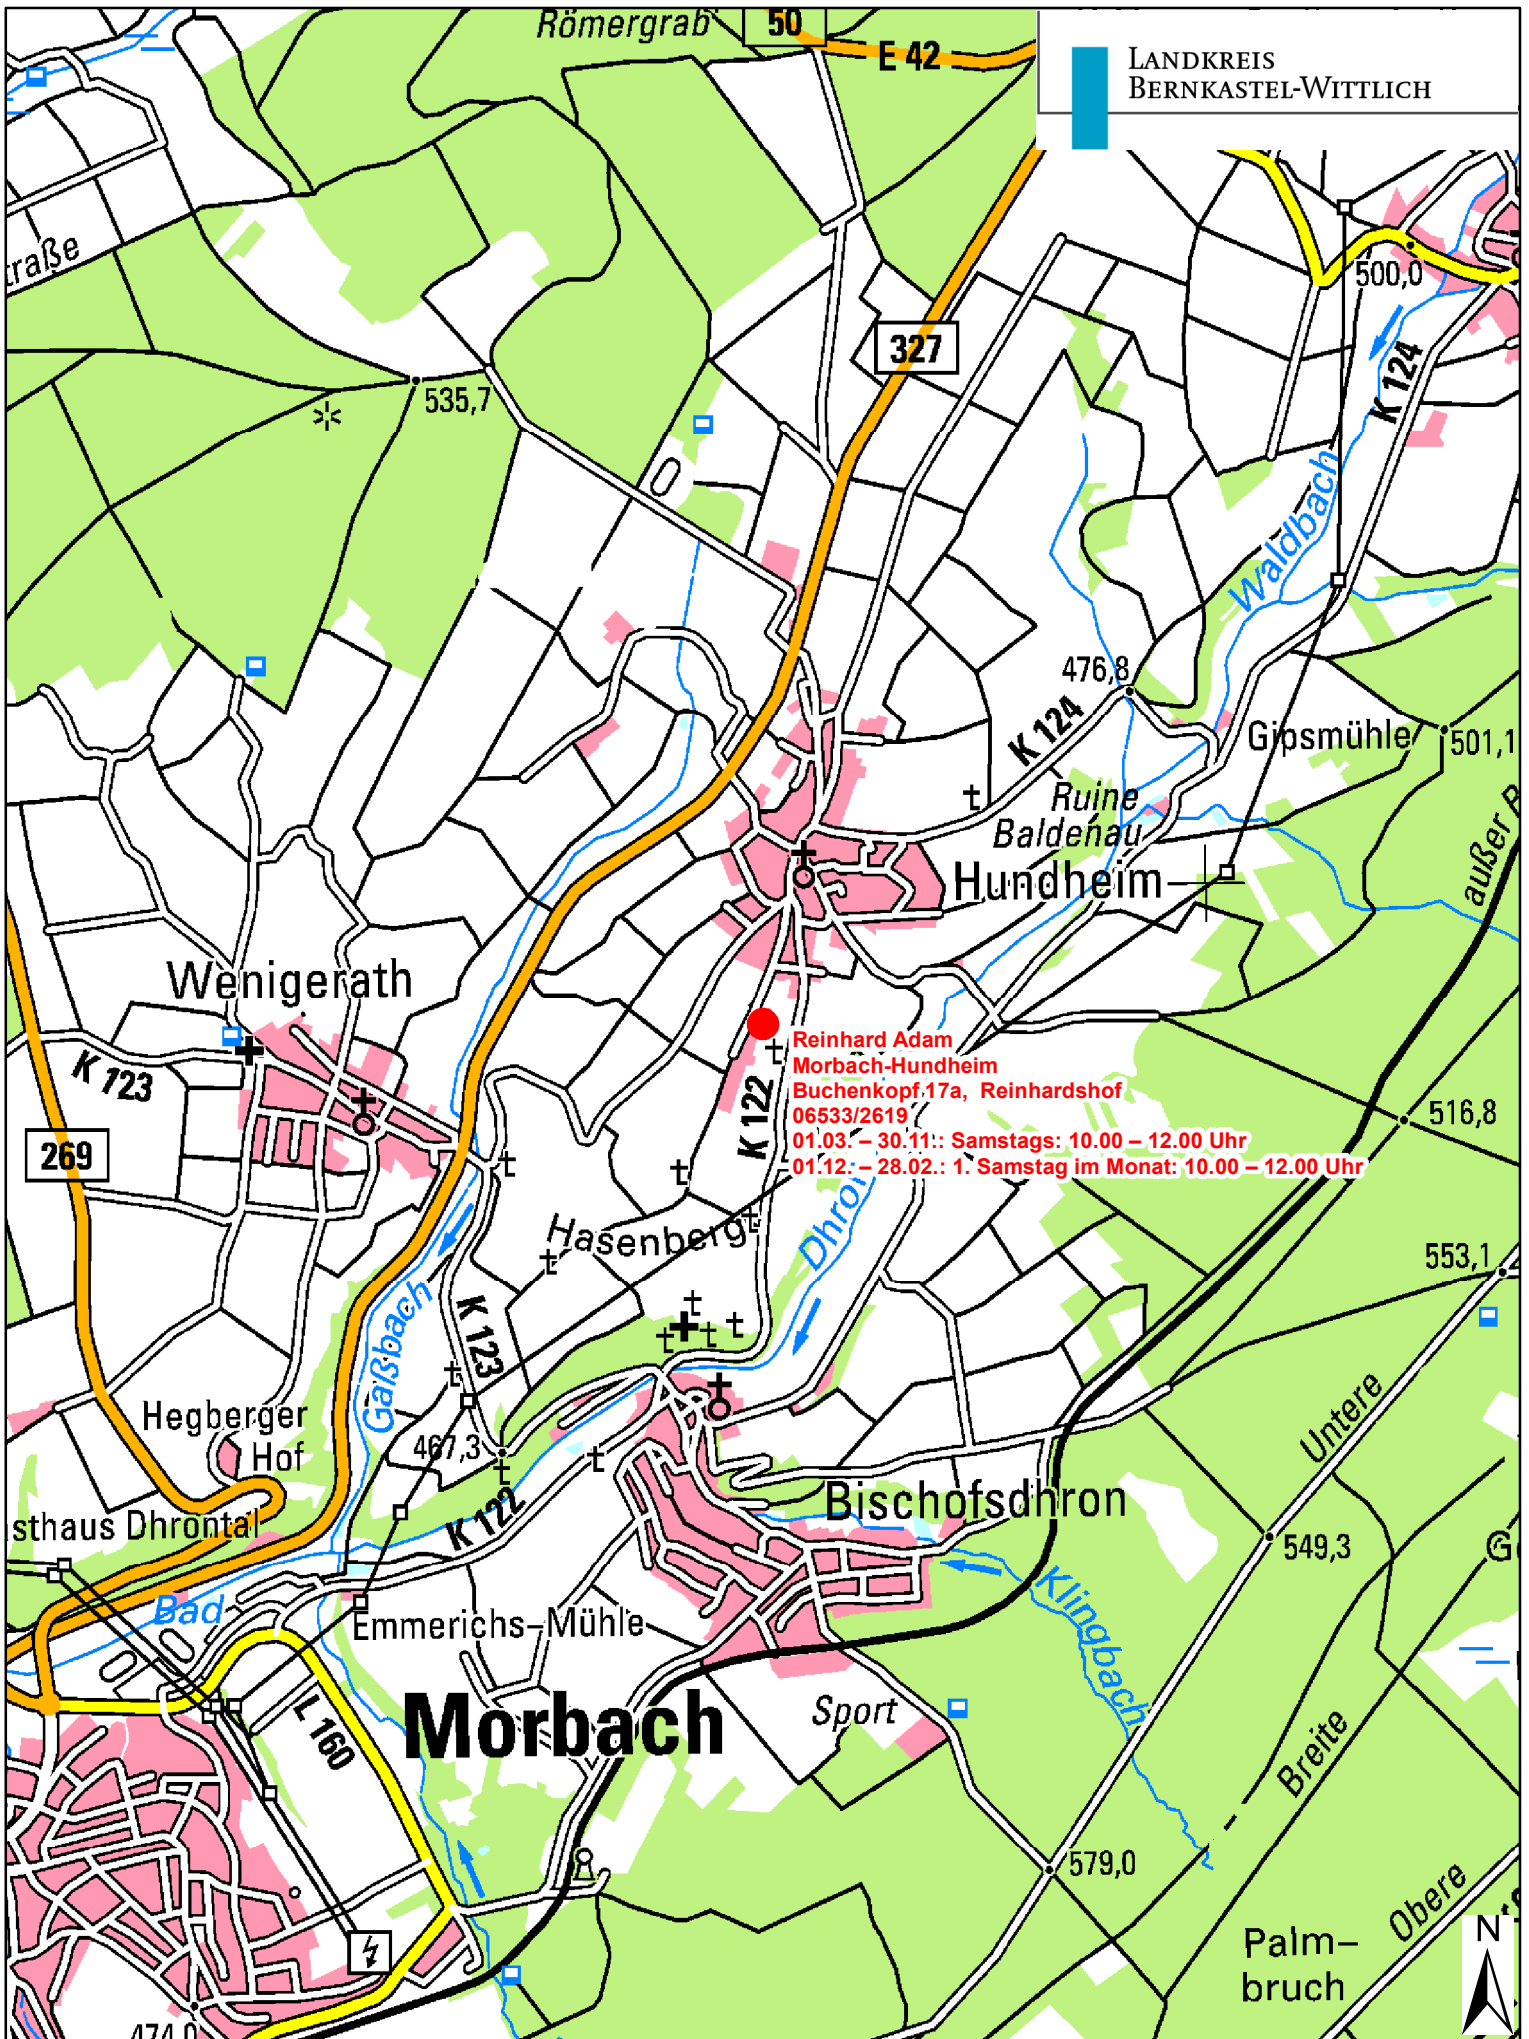 Römergrab
50
E 42
LANDKREIS
BERNKASTEL-WITTLICH
traße
500,0
327
K 124
535,7
Waldbach
476,8
K 124
Gipsmühle
501,1
Ruine
Baldenau
außer
Hundheim
Wenigerath
K 123
Reinhard Adam
Morbach-Hundheim
Buchenkopf 17a, Reinhardshof
06533/2619
01.03. – 30.11.: Samstags: 10.00 – 12.00 Uhr
01.12. – 28.02.: 1. Samstag im Monat: 10.00 – 12.00 Uhr
K 122
516,8
269
Hasenberg
Dhron
553,1
Gaßbach
K 123
Hegberger
Hof
467,3
Untere
sthaus Dhrontal
K 122
Bischofsdhron
549,3
Bad
Emmerichs-Mühle
Klingbach
L 160
Morbach
Sport
Breite
579,0
Obere
Palm-
bruch
N
474,0